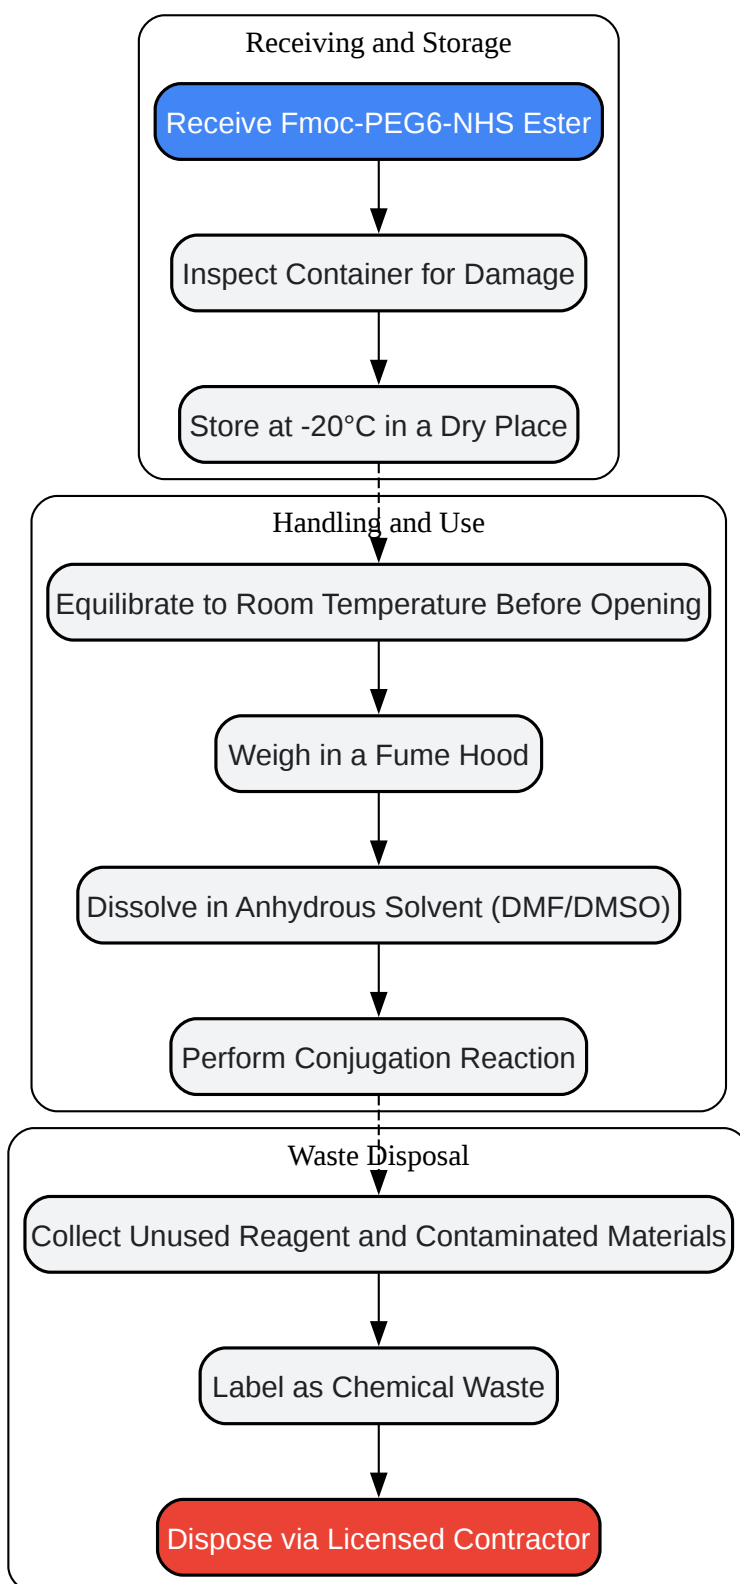 Receiving and Storage
Receive Fmoc-PEG6-NHS Ester
Inspect Container for Damage
Store at -20°C in a Dry Place
Handling and Use
Equilibrate to Room Temperature Before Opening
Weigh in a Fume Hood
Dissolve in Anhydrous Solvent (DMF/DMSO)
Perform Conjugation Reaction
Waste Disposal
Collect Unused Reagent and Contaminated Materials
Label as Chemical Waste
Dispose via Licensed Contractor